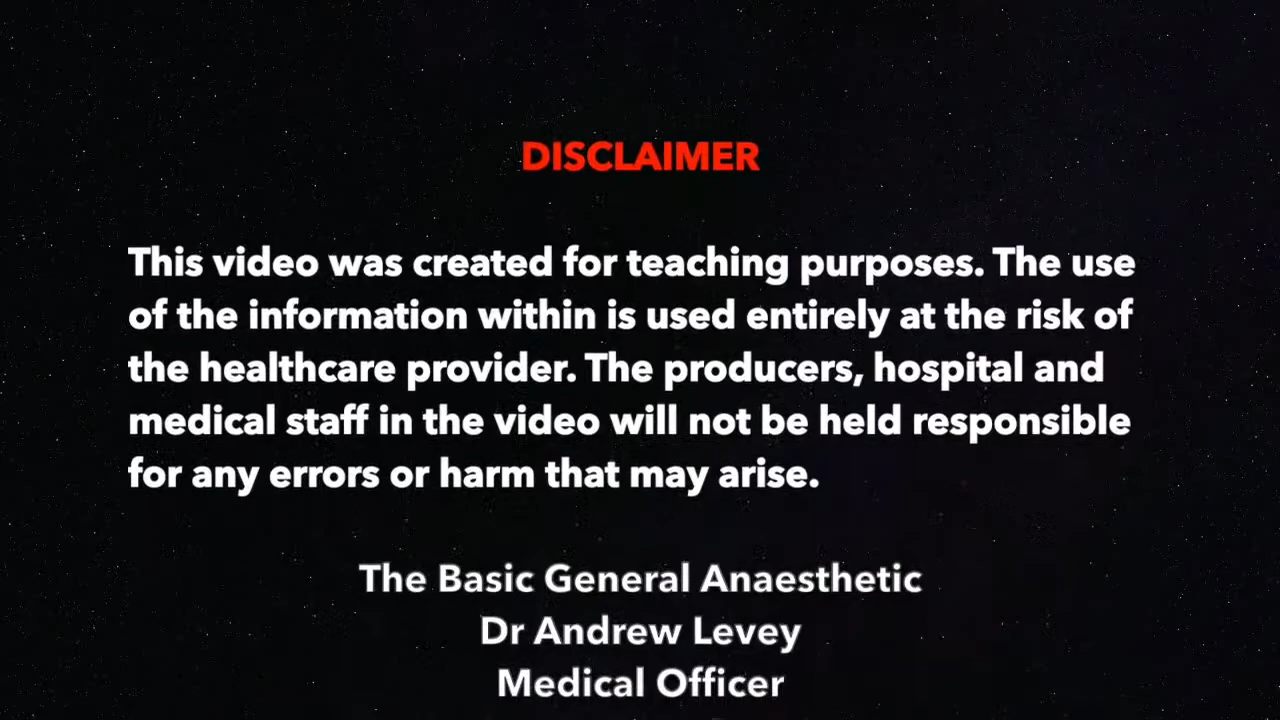 DISCLAIMER
This video was created for teaching purposes. The use
of the information within is used entirely at the risk of
the healthcare provider. The producers, hospital and
medical staff in the video will not be held responsible
for any errors or harm that may arise.
The Basic General Anaesthetic
Dr Andrew Levey
Medical Officer